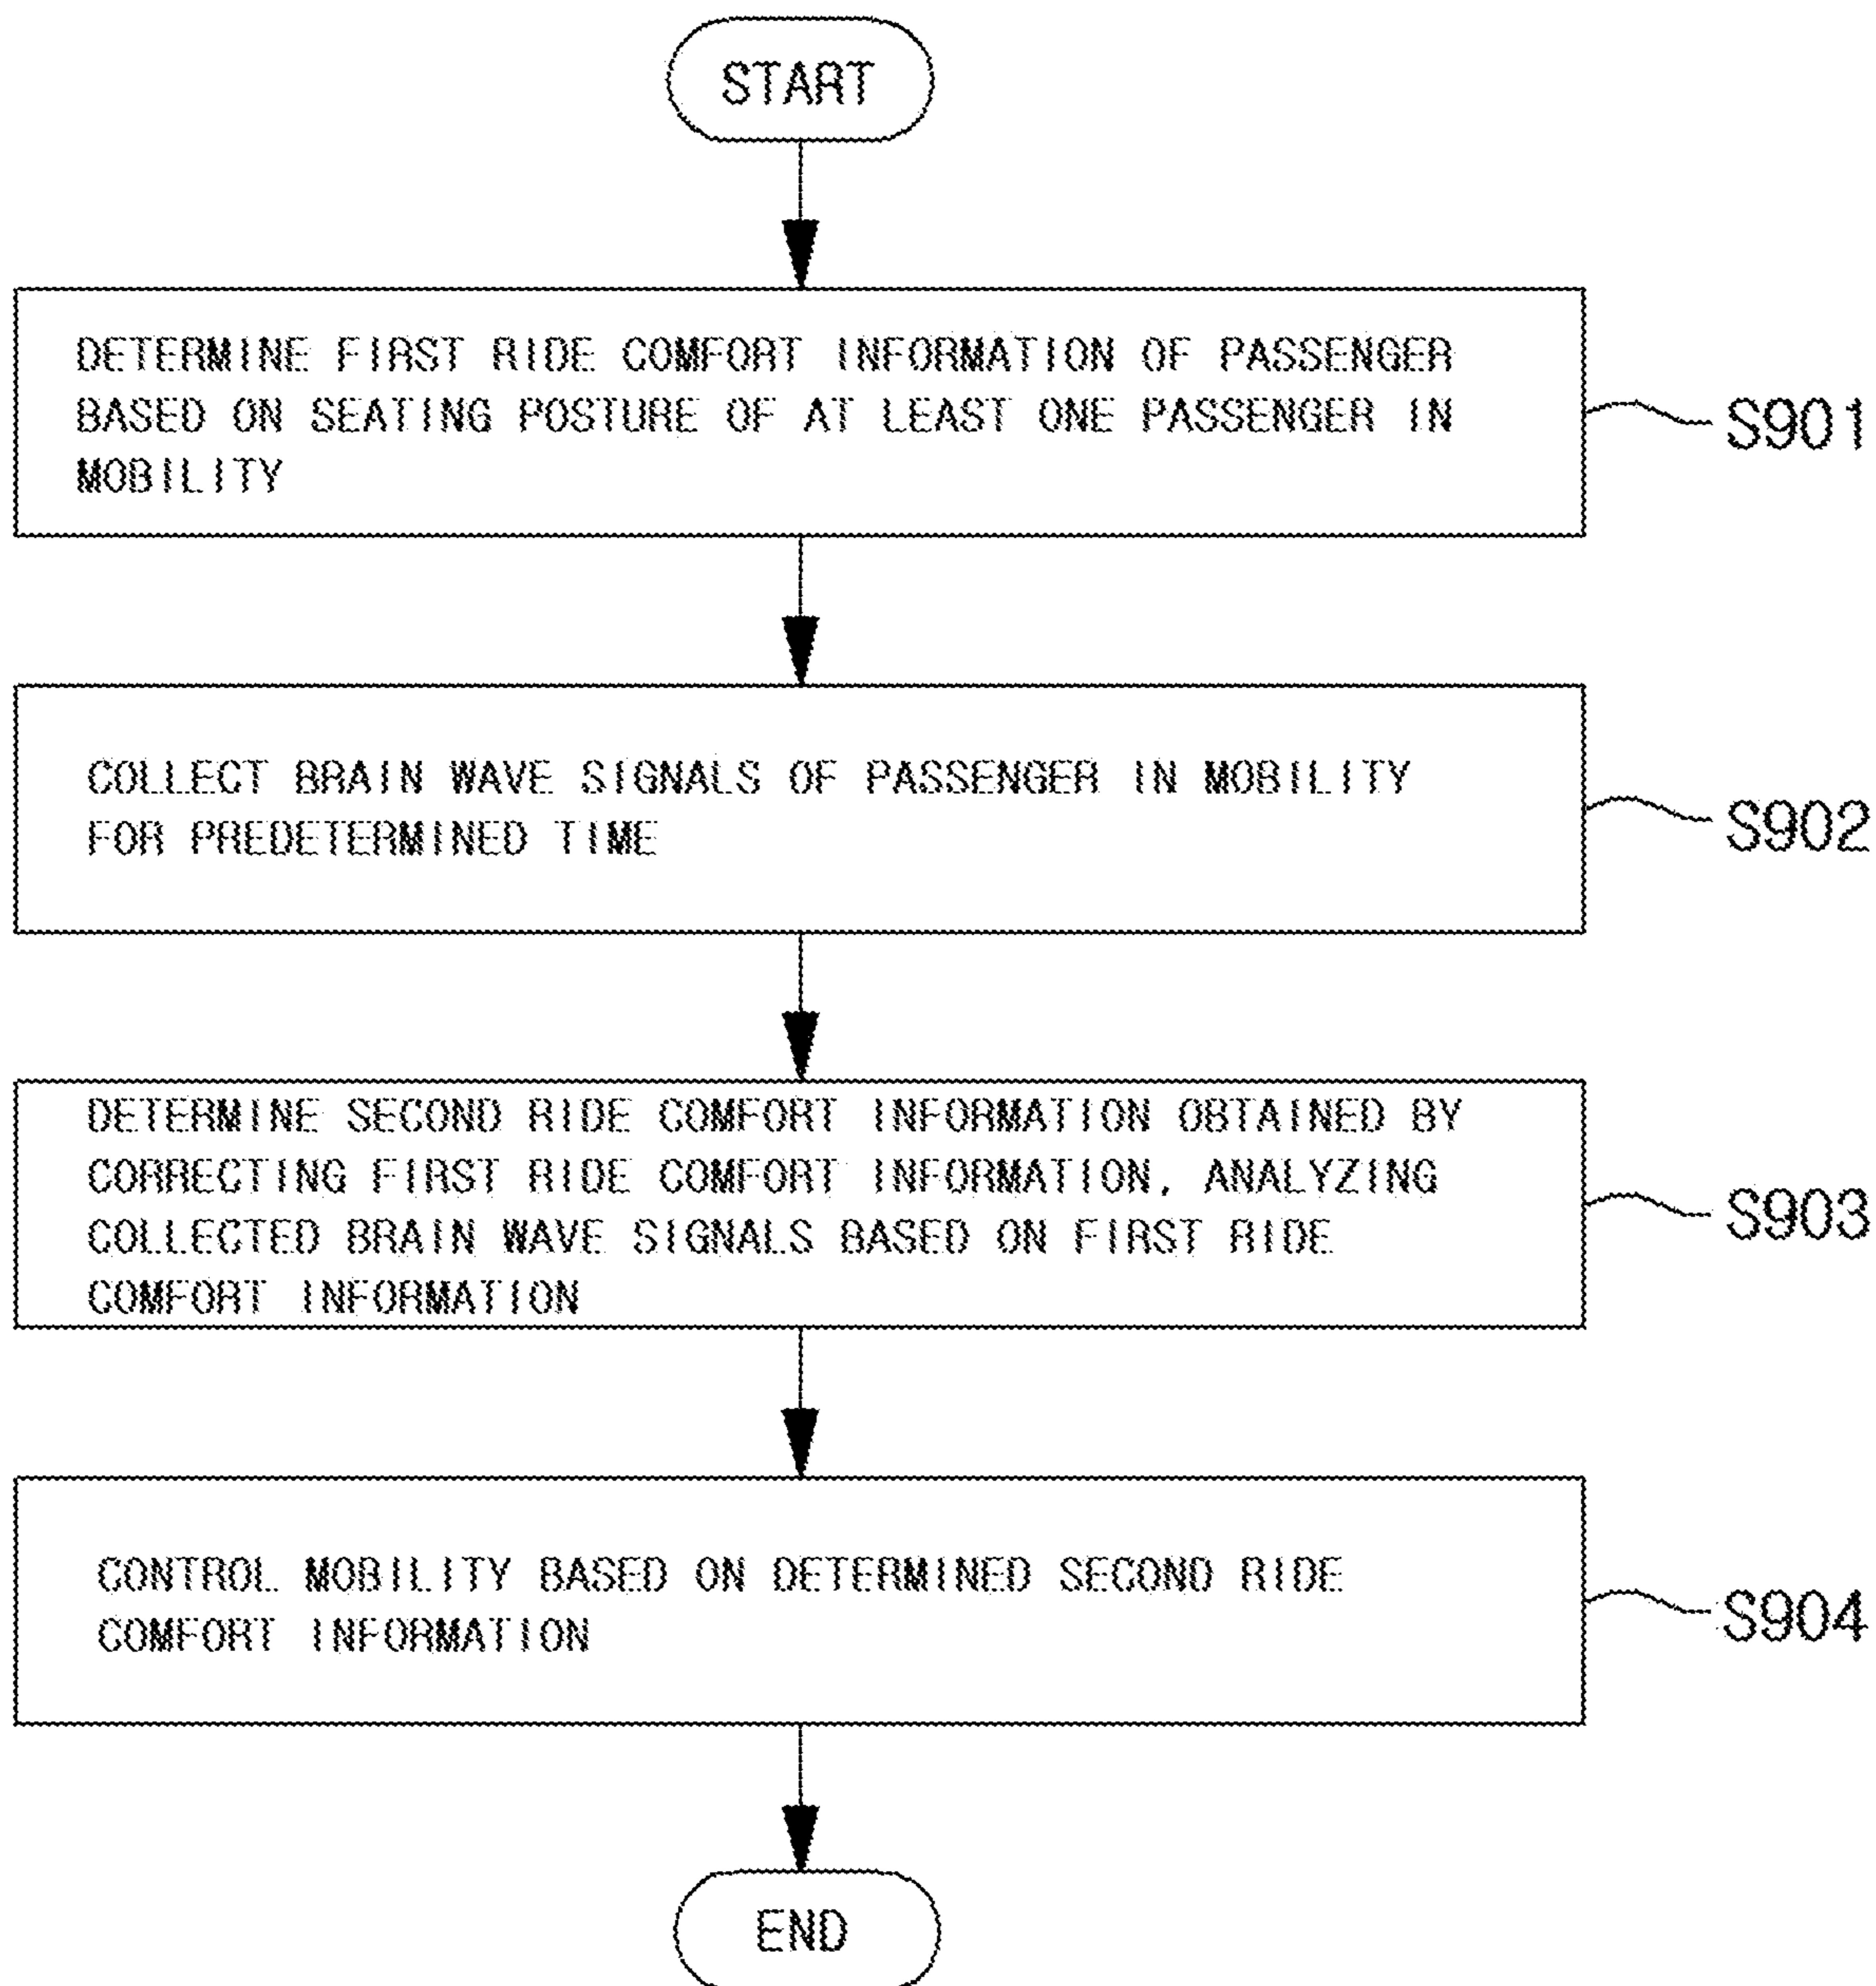 START
DETERMINE FIRST RIDE COMFORT INFORMATION OF PASSENGER
BASED ON SEATING POSTURE OF AT LEAST ONE PASSENGER IN
MOBILITY
S901
COLLECT BRAIN WAVE SIGNALS OF PASSENGER IN MOBILITY
FOR PREDETERMINED TIME
S902
DETERMINE SECOND RIDE COMFORT INFORMATION OBTAINED BY
CORRECTING FIRST RIDE COMFORT INFORMATION, ANALYZING
COLLECTED BRAIN WAVE SIGNALS BASED ON FIRST RIDE
COMFORT INFORMATION
S903
CONTROL MOBILITY BASED ON DETERMINED SECOND RIDE
COMFORT INFORMATION
S904
END